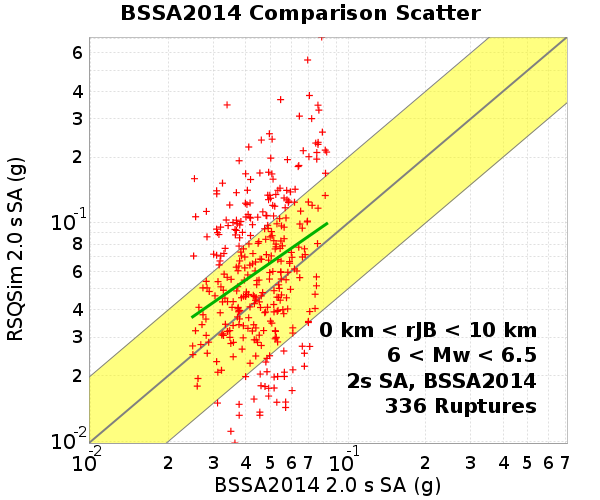 BSSA2014 Comparison Scatter
RSQSim 2.0 s SA (g)
6
4
3
2
10-1
8
6
4
3
2
10-2
0 km < rJB < 10 km
6 < Mw < 6.5
2s SA, BSSA2014
336 Ruptures
10-2 2 3 4 5 6 7 10-1 2 3 4 5 6 7
BSSA2014 2.0 s SA (g)